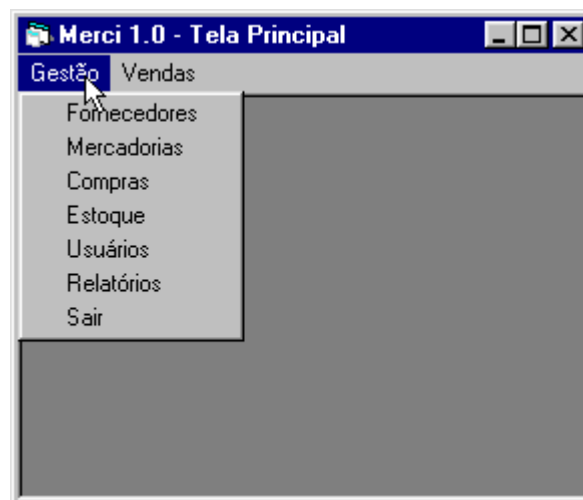 Merci 1.0 - Tela Principal
Gestão Vendas
Fornecedores
Mercadorias
Compras
Estoque
Usuários
Relatórios
Sair